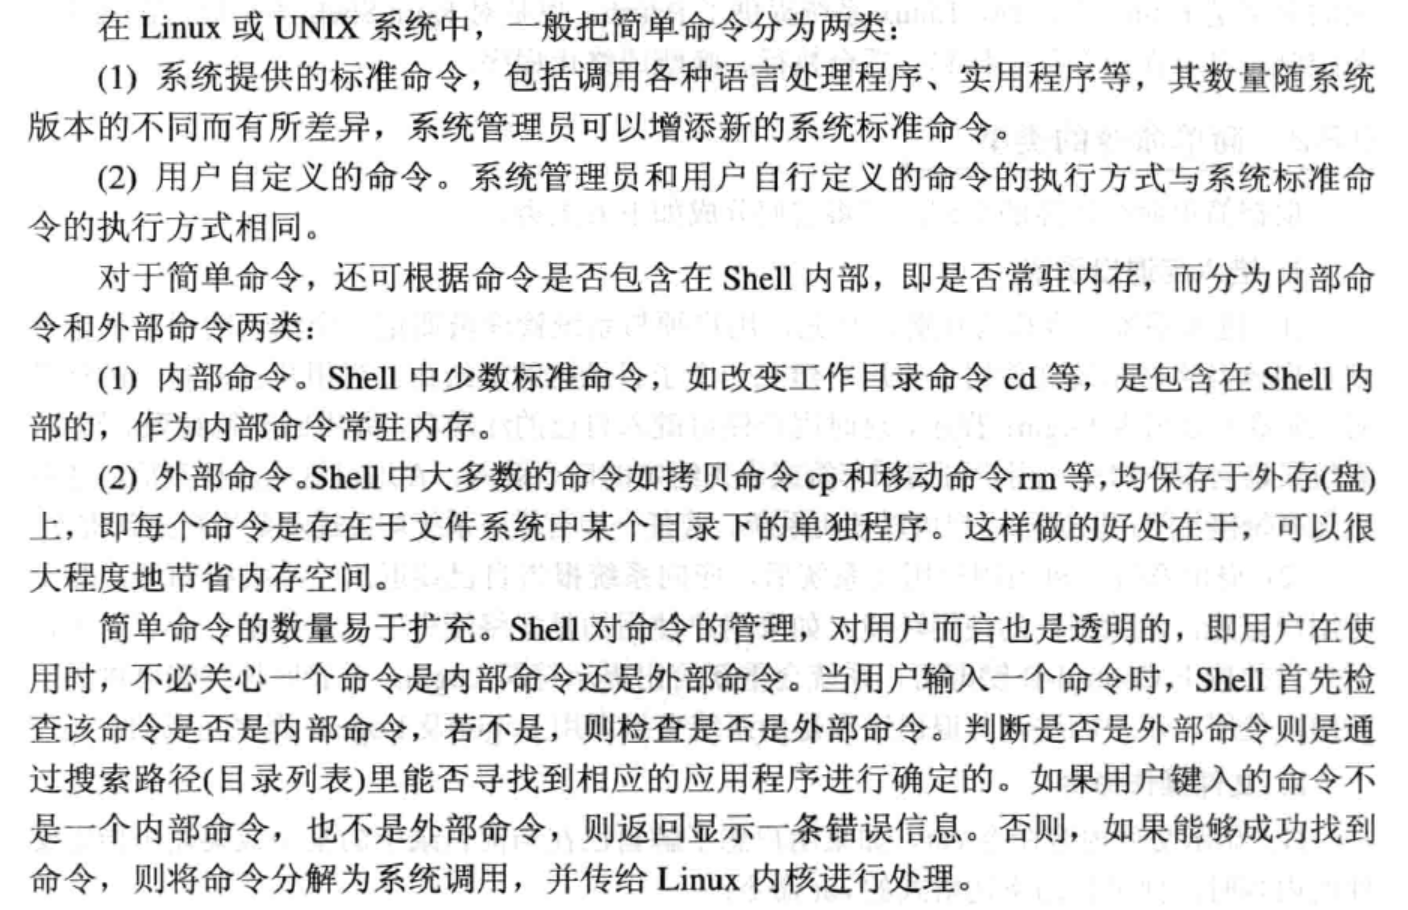 在 Linux 或 UNIX 系统中，一般把简单命令分为两类：
(1) 系统提供的标准命令，包括调用各种语言处理程序、实用程序等，其数量随系统
版本的不同而有所差异，系统管理员可以增添新的系统标准命令。
(2) 用户自定义的命令。系统管理员和用户自行定义的命令的执行方式与系统标准命
令的执行方式相同。
对于简单命令，还可根据命令是否包含在 Shell 内部，即是否常驻内存，而分为内部命
令和外部命令两类：
(1) 内部命令。Shell 中少数标准命令，如改变工作目录命令 cd 等，是包含在 Shell 内
部的，作为内部命令常驻内存。
(2) 外部命令。Shell 中大多数的命令如拷贝命令 cp 和移动命令 rm 等，均保存于外存(盘)
上，即每个命令是存在于文件系统中某个目录下的单独程序。这样做的好处在于，可以很
大程度地节省内存空间。
简单命令的数量易于扩充。Shell 对命令的管理，对用户而言也是透明的，即用户在使
用时，不必关心一个命令是内部命令还是外部命令。当用户输入一个命令时，Shell 首先检
查该命令是否是内部命令，若不是，则检查是否是外部命令。判断是否是外部命令则是通
过搜索路径(目录列表)里能否寻找到相应的应用程序进行确定的。如果用户键入的命令不
是一个内部命令，也不是外部命令，则返回显示一条错误信息。否则，如果能够成功找到
命令，则将命令分解为系统调用，并传给 Linux 内核进行处理。